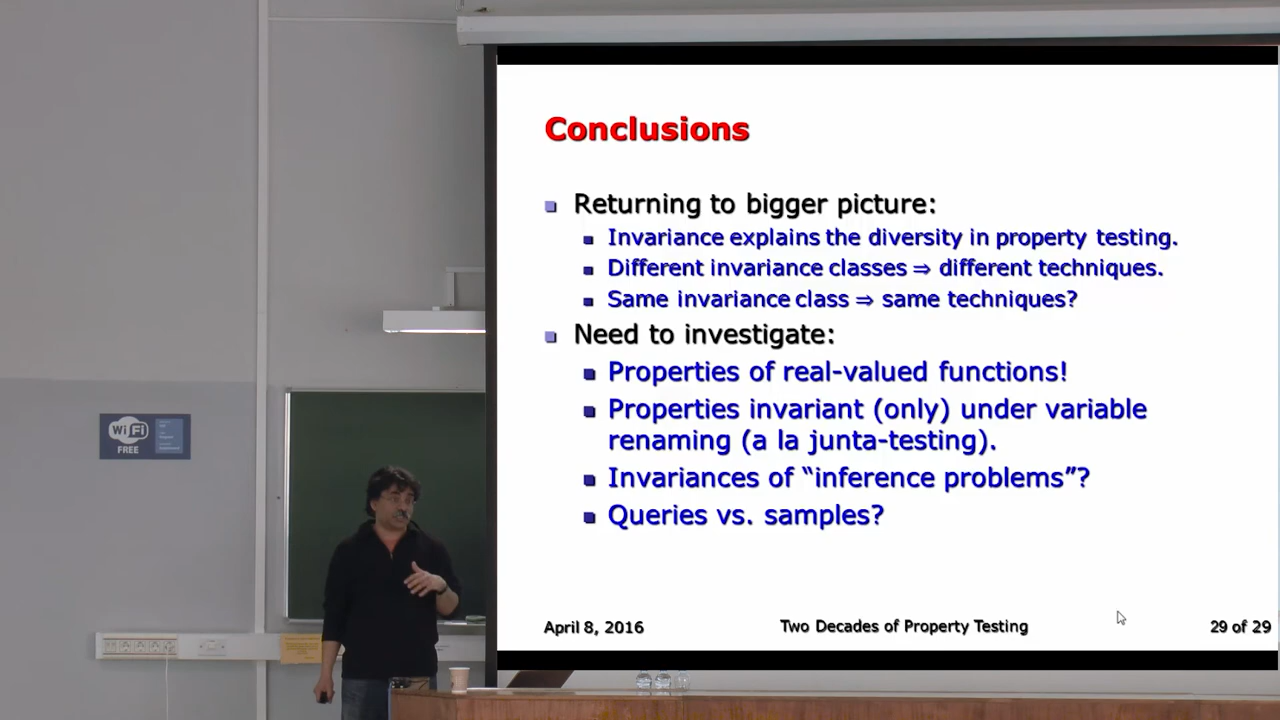 Conclusions
Returning to bigger picture:
Invariance explains the diversity in property testing.
Different invariance classes ⇒ different techniques.
Same invariance class ⇒ same techniques?
Need to investigate:
Properties of real-valued functions!
Properties invariant (only) under variable
renaming (a la junta-testing).
Invariances of “inference problems”?
Queries vs. samples?
April 8, 2016
Two Decades of Property Testing
29 of 29
WiFi
FREE